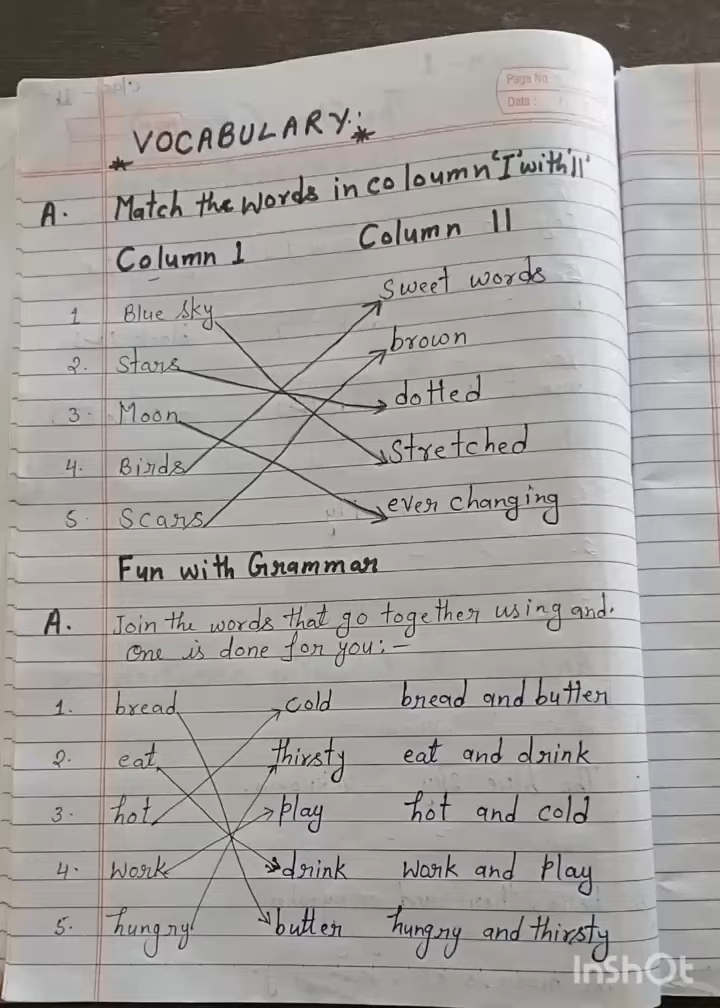 Page No.
Date:
* VOCABULARY: *
A. Match the words in coloumn 'I' with 'II'
Column I Column II
1 Blue sky sweet words
2. Stars brown
3. Moon dotted
4. Birds stretched
5. Scars ever changing
Fun with Grammar
A. Join the words that go together using and.
One is done for you:-
1. bread cold bread and butter
2. eat thirsty eat and drink
3. hot play hot and cold
4. work drink work and play
5. hungry butter hungry and thirsty
InShOt